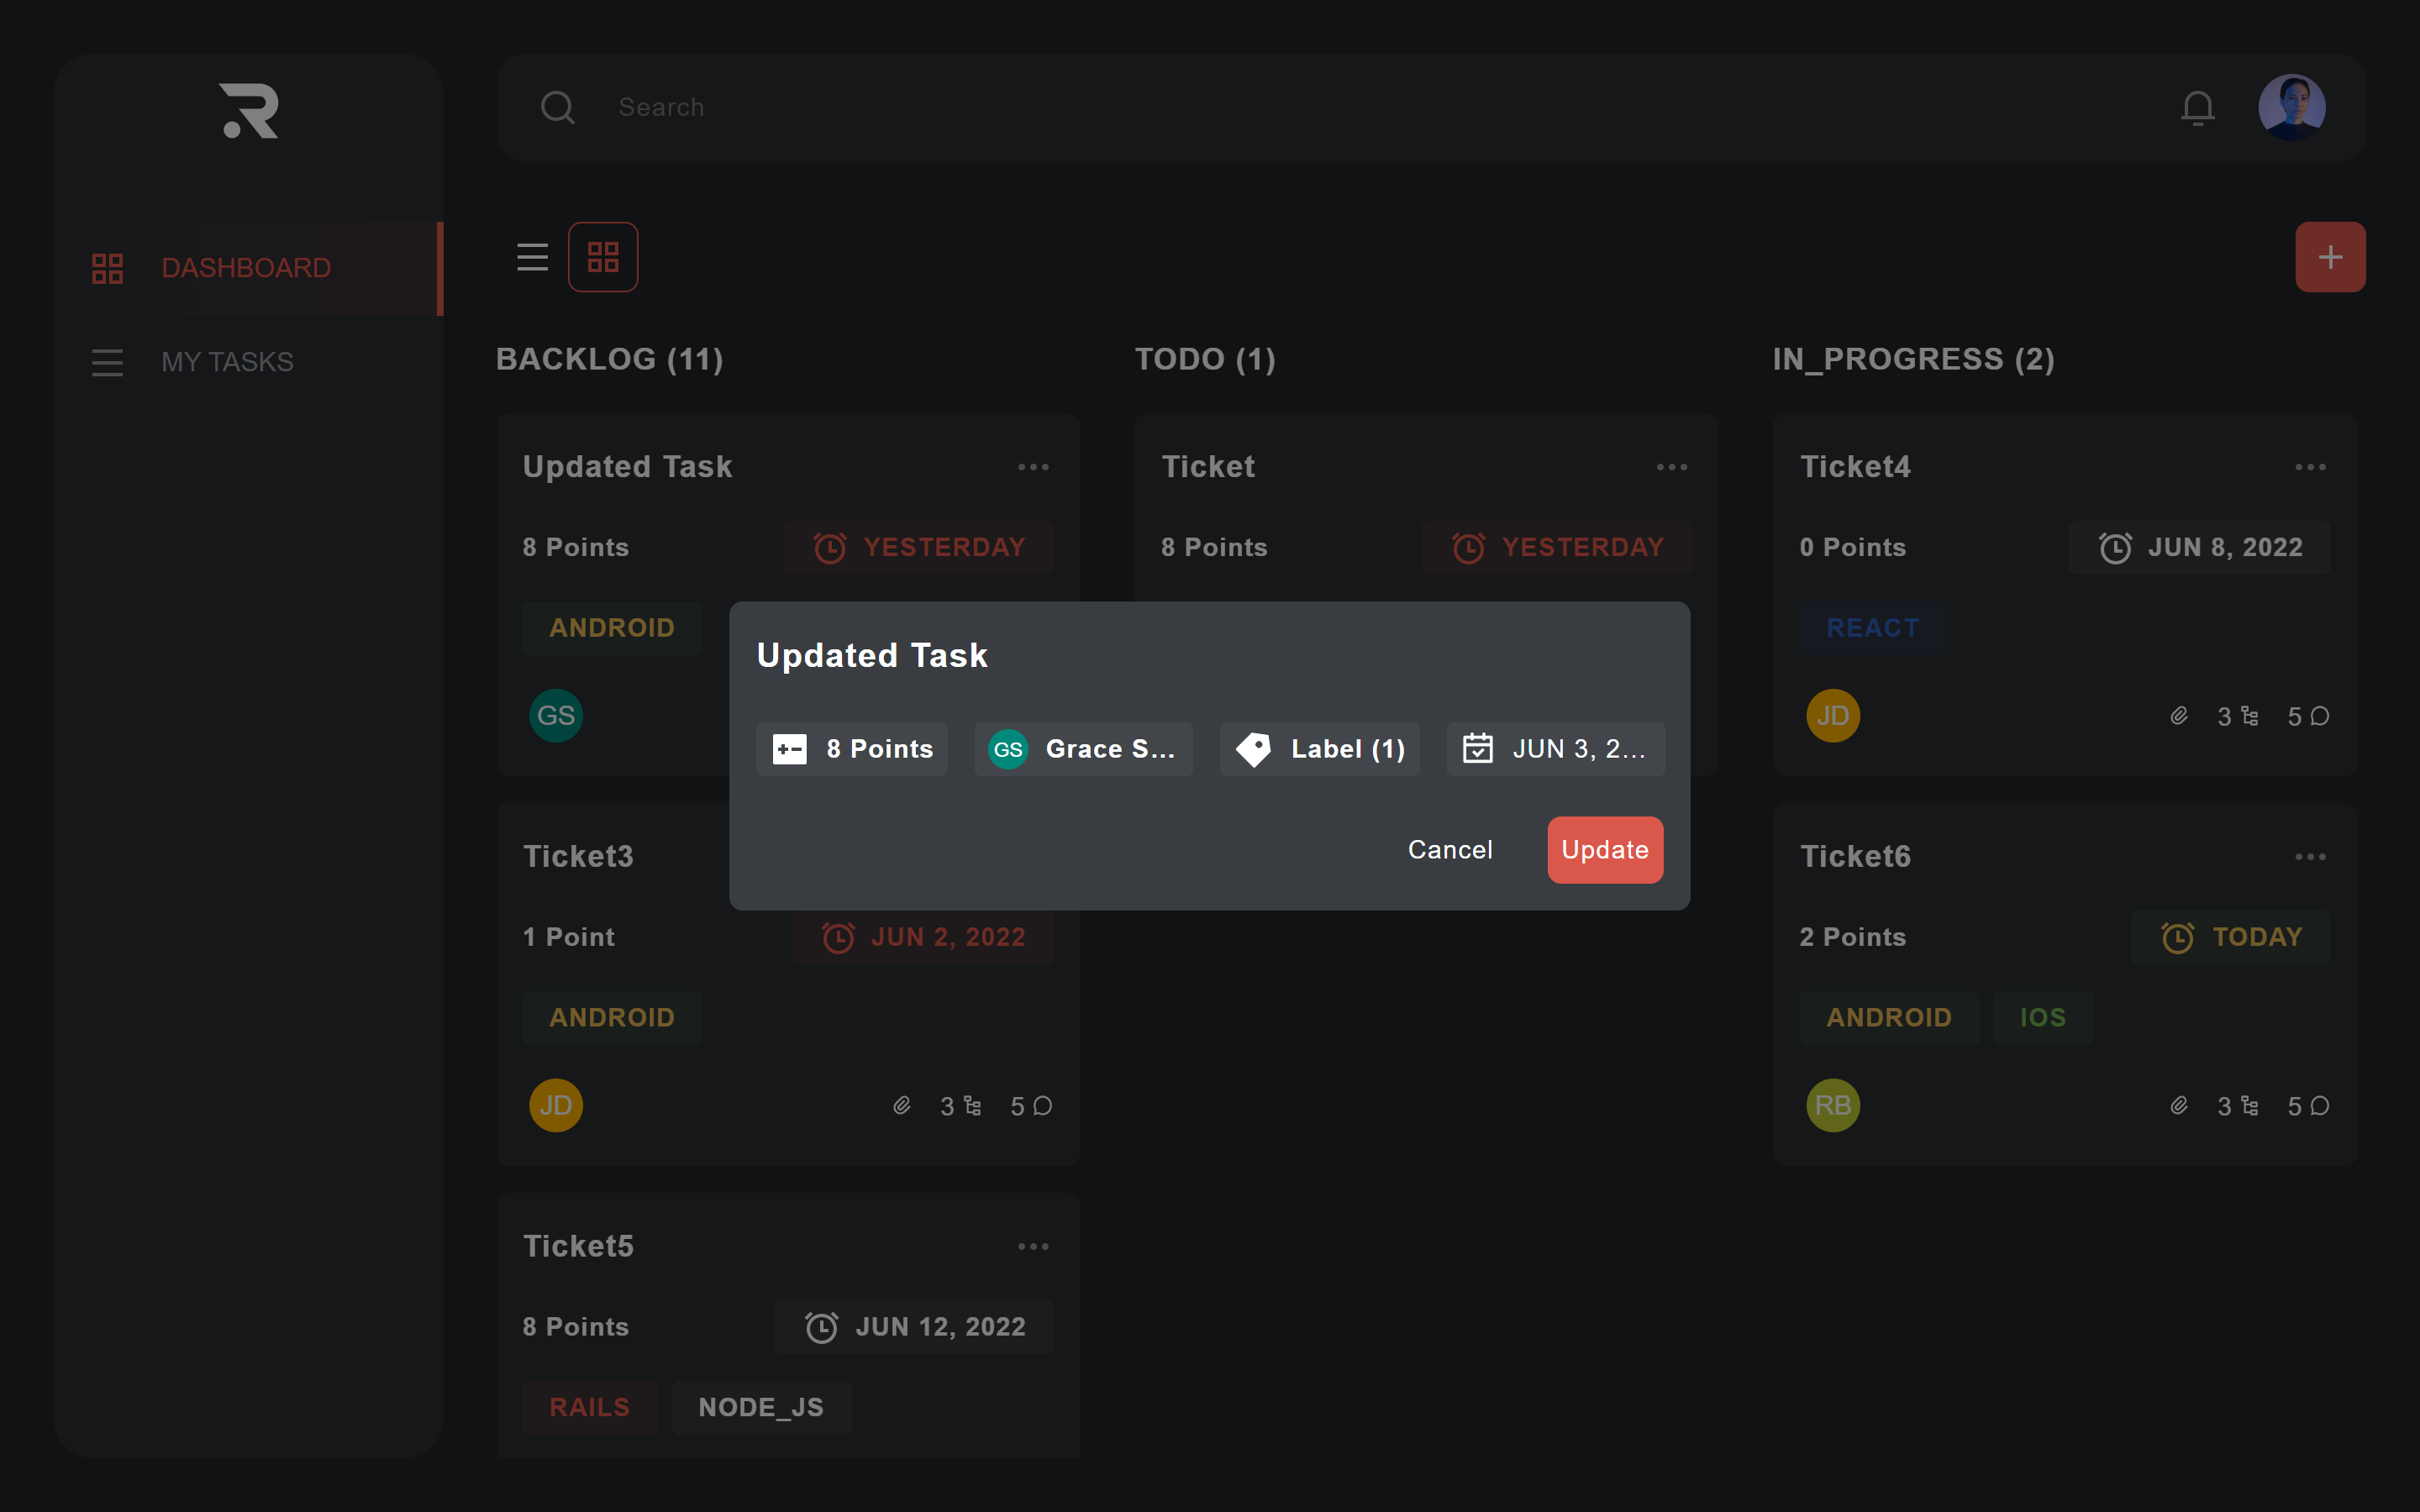 Search
DASHBOARD
MY TASKS
BACKLOG (11)
TODO (1)
IN_PROGRESS (2)
Updated Task
8 Points
YESTERDAY
ANDROID
GS
Ticket
8 Points
YESTERDAY
Ticket4
0 Points
JUN 8, 2022
REACT
JD
3
5
Updated Task
8 Points
GS
Grace S...
Label (1)
JUN 3, 2...
Cancel
Update
Ticket3
1 Point
JUN 2, 2022
ANDROID
JD
3
5
Ticket6
2 Points
TODAY
ANDROID
IOS
RB
3
5
Ticket5
8 Points
JUN 12, 2022
RAILS
NODE_JS